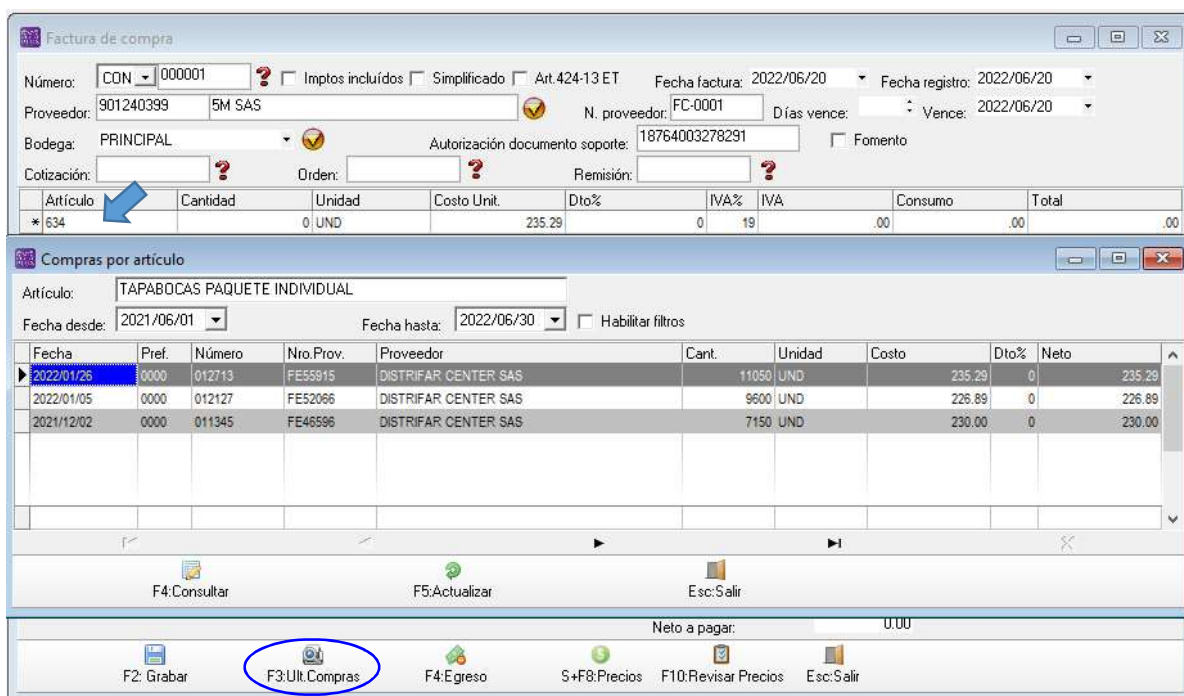 Factura de compra
Número: CON 000001 ? Imptos incluídos Simplificado Art.424-13 ET Fecha factura: 2022/06/20 Fecha registro: 2022/06/20
Proveedor: 901240399 5M SAS N. proveedor: FC-0001 Días vence: Vence: 2022/06/20
Bodega: PRINCIPAL Autorización documento soporte: 18764003278291 Fomento
Cotización: ? Orden: ? Remisión: ?
Artículo Cantidad Unidad Costo Unit. Dto% IVA% IVA Consumo Total
* 634 0 UND 235.29 0 19 .00 .00 .00
Compras por artículo
Artículo: TAPABOCAS PAQUETE INDIVIDUAL
Fecha desde: 2021/06/01 Fecha hasta: 2022/06/30 Habilitar filtros
Fecha Pref. Número Nro.Prov. Proveedor Cant. Unidad Costo Dto% Neto
2022/01/26 0000 012713 FE55915 DISTRIFAR CENTER SAS 11050 UND 235.29 0 235.29
2022/01/05 0000 012127 FE52066 DISTRIFAR CENTER SAS 9600 UND 226.89 0 226.89
2021/12/02 0000 011345 FE46596 DISTRIFAR CENTER SAS 7150 UND 230.00 0 230.00
F4:Consultar F5:Actualizar Esc:Salir
Neto a pagar: 0.00
F2: Grabar F3:Ult.Compras F4:Egreso S+F8:Precios F10:Revisar Precios Esc:Salir